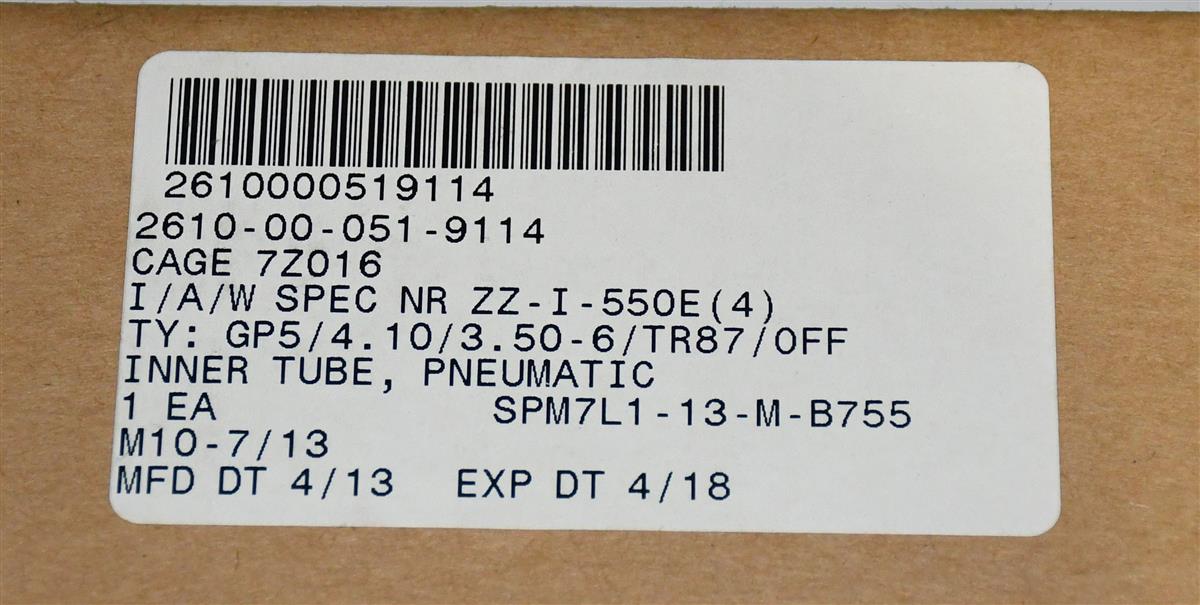 2610000519114
2610-00-051-9114
CAGE 7Z016
I/A/W SPEC NR ZZ-I-550E(4)
TY: GP5/4.10/3.50-6/TR87/OFF
INNER TUBE, PNEUMATIC
1 EA SPM7L1-13-M-B755
M10-7/13
MFD DT 4/13 EXP DT 4/18